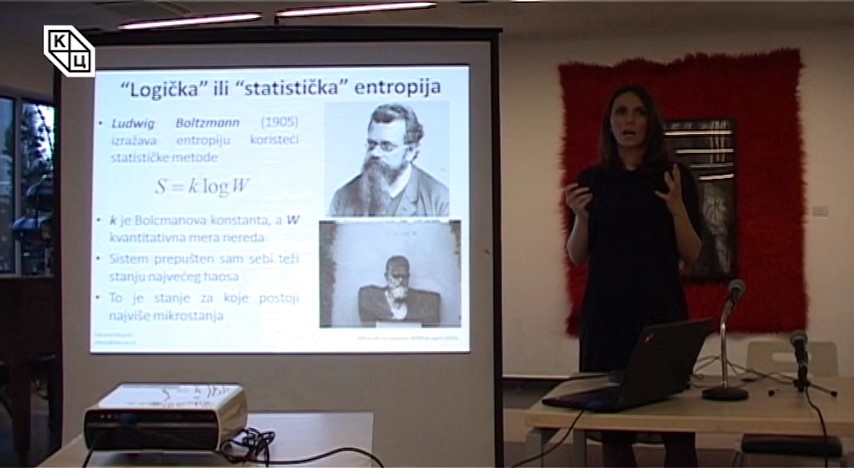 К
Ц
“Logička” ili “statistička” entropija
• Ludwig Boltzmann (1905)
izražava entropiju koristeći
statističke metode
S = k log W
• k je Bolcmanova konstanta, a W
kvantitativna mera nereda
• Sistem prepušten sam sebi teži
stanju najvećeg haosa
• To je stanje za koje postoji
najviše mikrostanja